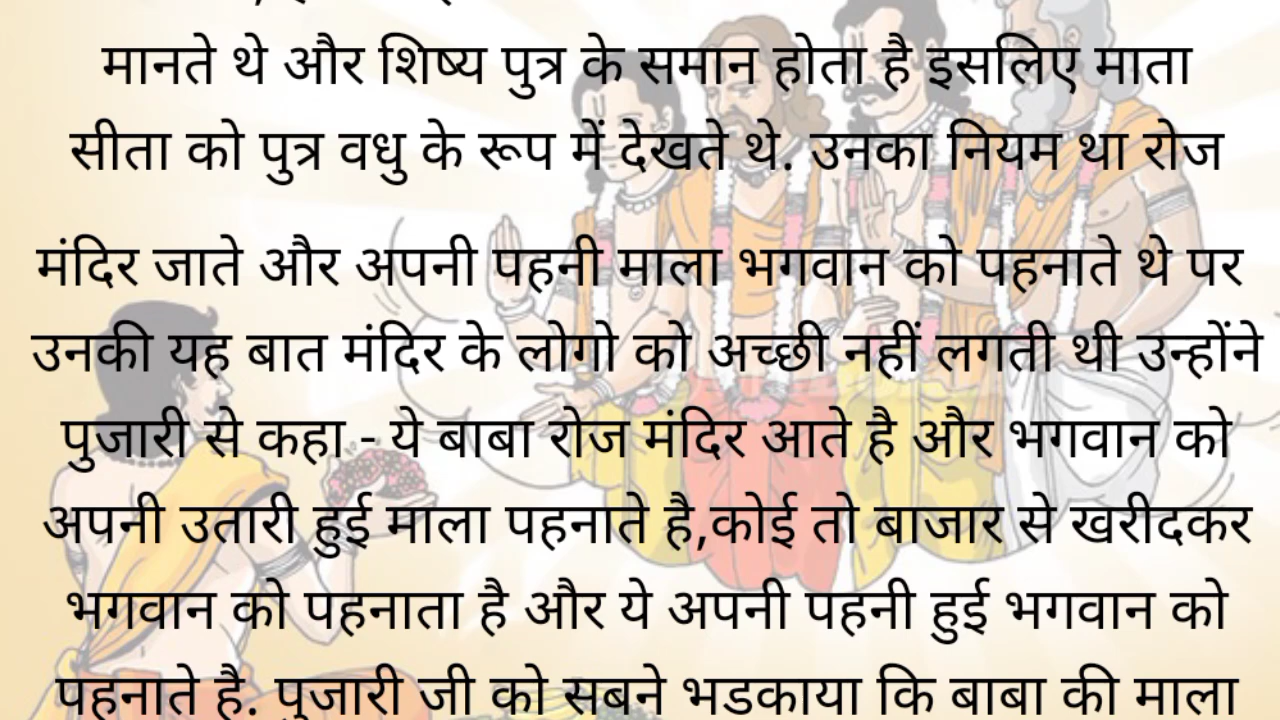 मानते थे और शिष्य पुत्र के समान होता है इसलिए माता
सीता को पुत्र वधु के रूप में देखते थे. उनका नियम था रोज
मंदिर जाते और अपनी पहनी माला भगवान को पहनाते थे पर
उनकी यह बात मंदिर के लोगो को अच्छी नहीं लगती थी उन्होंने
पुजारी से कहा - ये बाबा रोज मंदिर आते है और भगवान को
अपनी उतारी हुई माला पहनाते है,कोई तो बाजार से खरीदकर
भगवान को पहनाता है और ये अपनी पहनी हुई भगवान को
पहनाते है. पुजारी जी को सबने भडकाया कि बाबा की माला